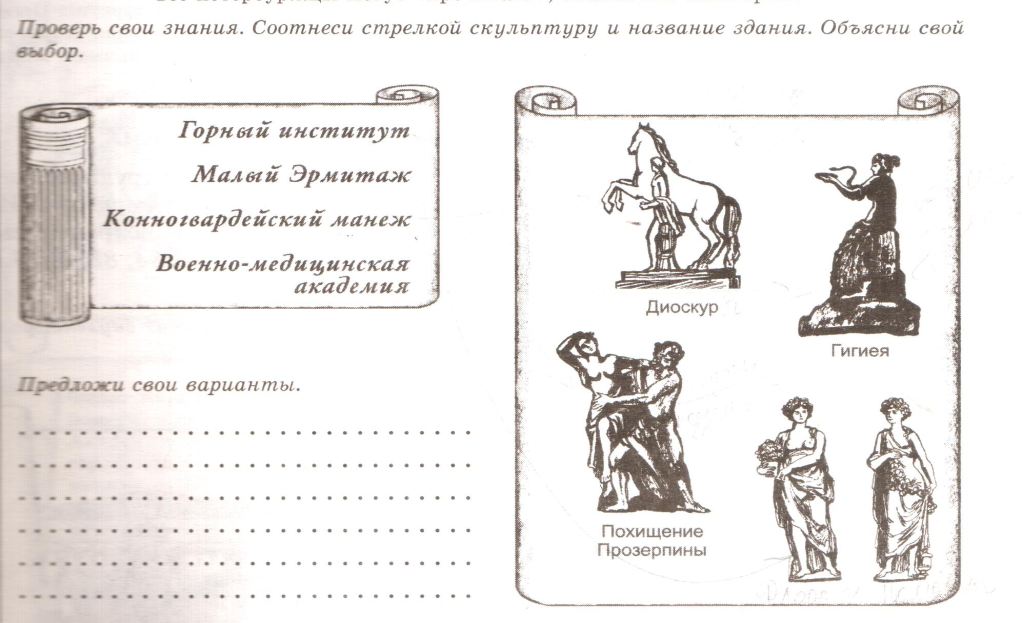 Проверь свои знания. Соотнеси стрелкой скульптуру и название здания. Объясни свой
выбор.
Горный институт
Малый Эрмитаж
Конногвардейский манеж
Военно-медицинская
академия
Предложи свои варианты.
Диоскур
Гигиея
Похищение
Прозерпины